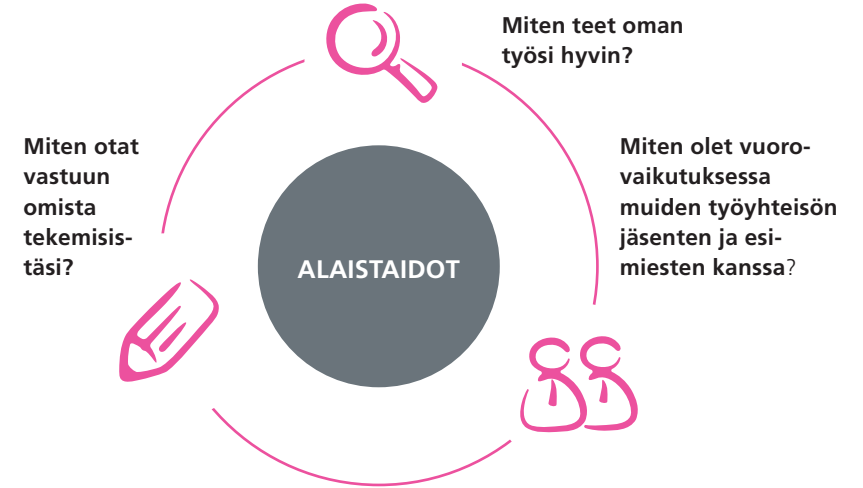 Miten teet oman
työsi hyvin?
Miten otat
vastuun
omista
tekemisis-
täsi?
Miten olet vuoro-
vaikutuksessa
muiden työyhteisön
jäsenten ja esi-
miesten kanssa?
ALAISTAIDOT